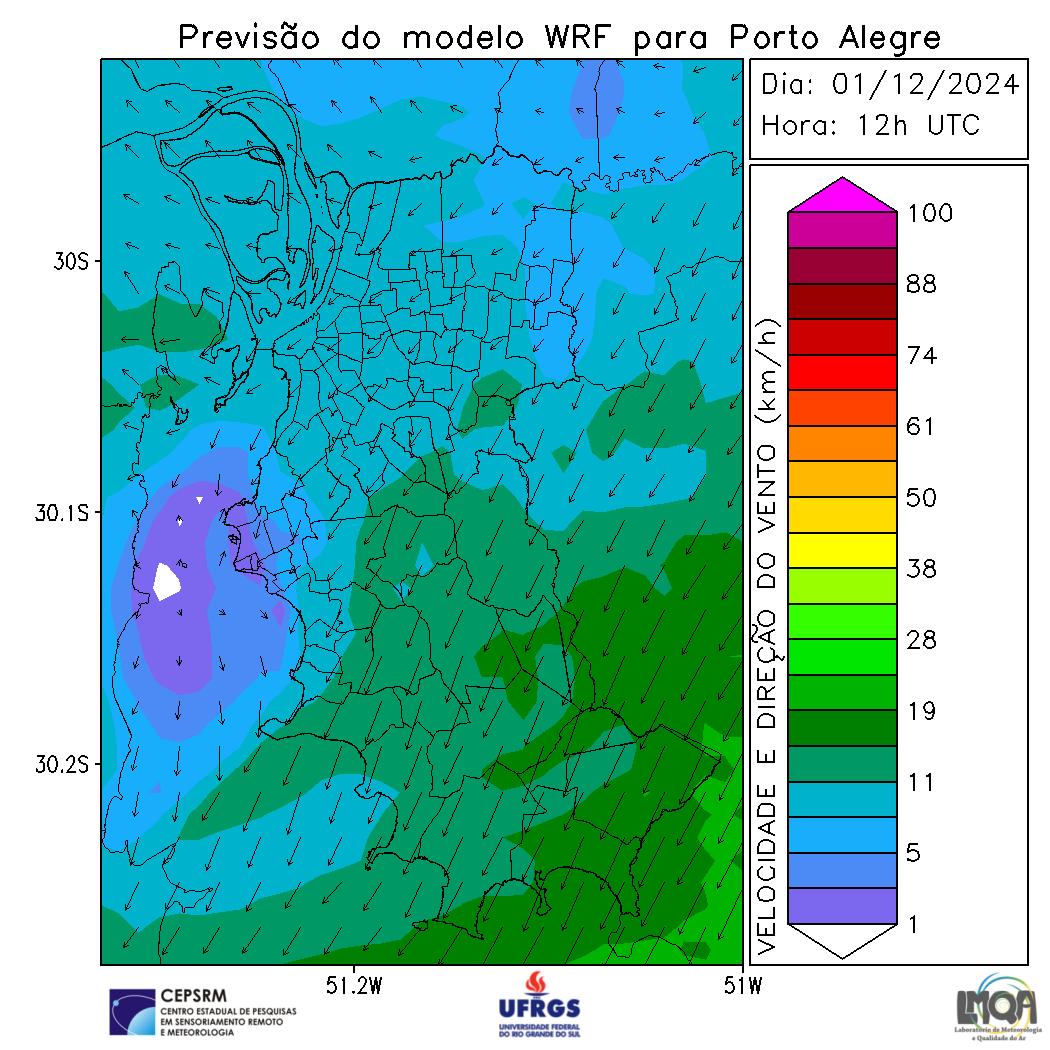 Previsão do modelo WRF para Porto Alegre
Dia: 01/12/2024
Hora: 12h UTC
30S
30.1S
30.2S
51.2W
51W
VELOCIDADE E DIREÇÃO DO VENTO (km/h)
100
88
74
61
50
38
28
19
11
5
1
CEPSRM
CENTRO ESTADUAL DE PESQUISAS
EM SENSORIAMENTO REMOTO
E METEOROLOGIA
UFRGS
UNIVERSIDADE FEDERAL
DO RIO GRANDE DO SUL
LMQA
Laboratório de Meteorologia
e Qualidade do Ar